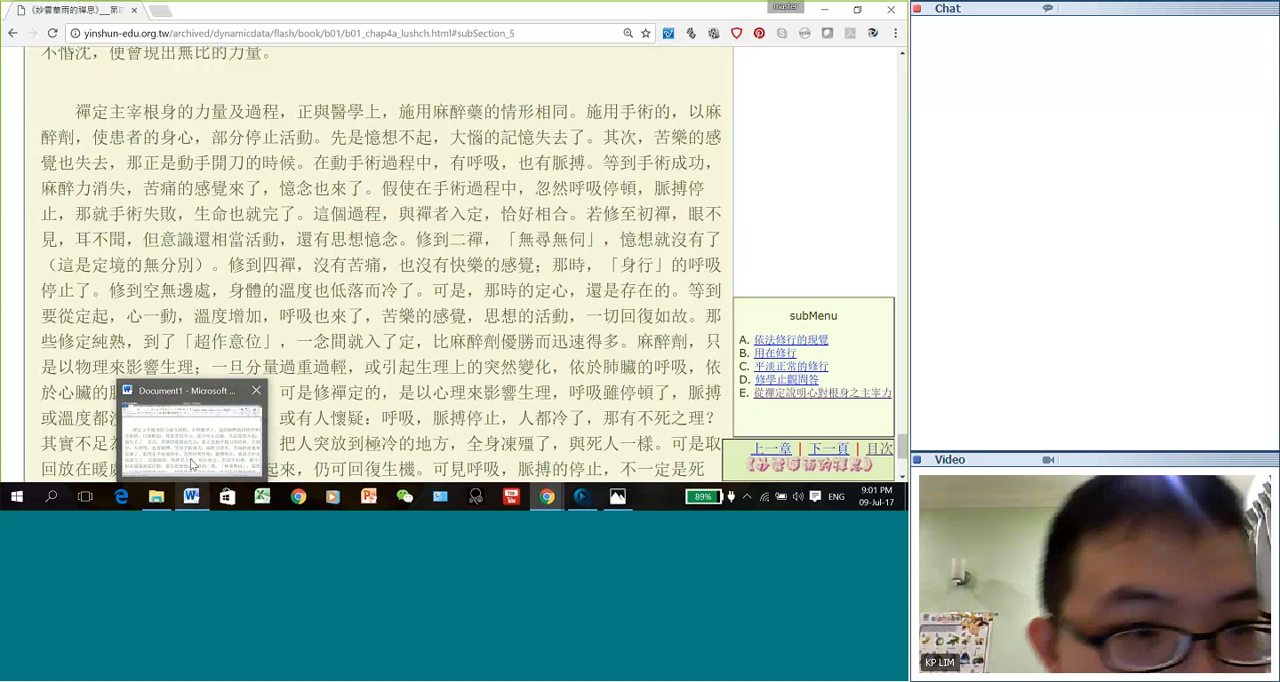 《妙雲華雨的禪思》__第
master
yinshun-edu.org.tw/archived/dynamicdata/flash/book/b01/b01_chap4a_lushch.html#subSection_5
不惛沈，便會現出無比的力量。
禪定主宰根身的力量及過程，正與醫學上，施用麻醉藥的情形相同。施用手術的，以麻
醉劑，使患者的身心，部分停止活動。先是憶想不起，大惱的記憶失去了。其次，苦樂的感
覺也失去，那正是動手開刀的時候。在動手術過程中，有呼吸，也有脈搏。等到手術成功，
麻醉力消失，苦痛的感覺來了，憶念也來了。假使在手術過程中，忽然呼吸停頓，脈搏停
止，那就手術失敗，生命也就完了。這個過程，與禪者入定，恰好相合。若修至初禪，眼不
見，耳不聞，但意識還相當活動，還有思想憶念。修到二禪，「無尋無伺」，憶想就沒有了
（這是定境的無分別）。修到四禪，沒有苦痛，也沒有快樂的感覺；那時，「身行」的呼吸
停止了。修到空無邊處，身體的溫度也低落而冷了。可是，那時的定心，還是存在的。等到
要從定起，心一動，溫度增加，呼吸也來了，苦樂的感覺，思想的活動，一切回復如故。那
些修定純熟，到了「超作意位」，一念間就入了定，比麻醉劑優勝而迅速得多。麻醉劑，只
是以物理來影響生理；一旦分量過重過輕，或引起生理上的突然變化，依於肺臟的呼吸，依
於心臟的 可是修禪定的，是以心理來影響生理，呼吸雖停頓了，脈搏
或溫度都 或有人懷疑：呼吸，脈搏停止，人都冷了，那有不死之理？
其實不足 把人突放到極冷的地方，全身凍殭了，與死人一樣。可是取
回放在暖 起來，仍可回復生機。可見呼吸，脈搏的停止，不一定是死
Document1 - Microsoft ...
subMenu
A. 依法修行的現覺
B. 用在修行
C. 平淡正常的修行
D. 修學止觀問答
E. 從禪定說明心對根身之主宰力
上一章 | 下一頁 | 目次
《妙雲華雨的禪思》
89%
ENG
9:01 PM
09-Jul-17
Chat
Video
KP LIM